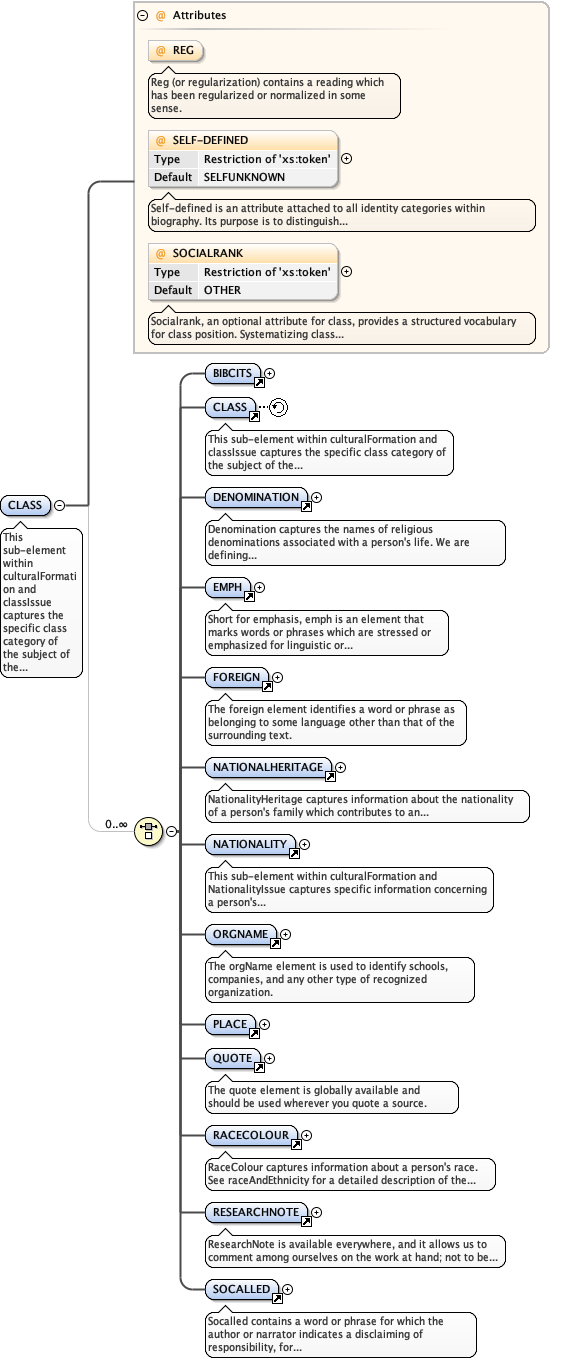 @ Attributes
@ REG
Reg (or regularization) contains a reading which
has been regularized or normalized in some
sense.
@ SELF-DEFINED
Type Restriction of 'xs:token'
Default SELFUNKNOWN
Self-defined is an attribute attached to all identity categories within
biography. Its purpose is to distinguish...
@ SOCIALRANK
Type Restriction of 'xs:token'
Default OTHER
Socialrank, an optional attribute for class, provides a structured vocabulary
for class position. Systematizing class...
CLASS
This
sub-element
within
culturalFormati
on and
classIssue
captures the
specific class
category of
the subject of
the...
0..∞
BIBCITS
CLASS
This sub-element within culturalFormation and
classIssue captures the specific class category of
the subject of the...
DENOMINATION
Denomination captures the names of religious
denominations associated with a person's life. We are
defining...
EMPH
Short for emphasis, emph is an element that
marks words or phrases which are stressed or
emphasized for linguistic or...
FOREIGN
The foreign element identifies a word or phrase as
belonging to some language other than that of the
surrounding text.
NATIONALHERITAGE
NationalityHeritage captures information about the nationality
of a person's family which contributes to an...
NATIONALITY
This sub-element within culturalFormation and
NationalityIssue captures specific information concerning
a person's...
ORGNAME
The orgName element is used to identify schools,
companies, and any other type of recognized
organization.
PLACE
QUOTE
The quote element is globally available and
should be used wherever you quote a source.
RACECOLOUR
RaceColour captures information about a person's race.
See raceAndEthnicity for a detailed description of the...
RESEARCHNOTE
ResearchNote is available everywhere, and it allows us to
comment among ourselves on the work at hand; not to be...
SOCALLED
Socalled contains a word or phrase for which the
author or narrator indicates a disclaiming of
responsibility, for...